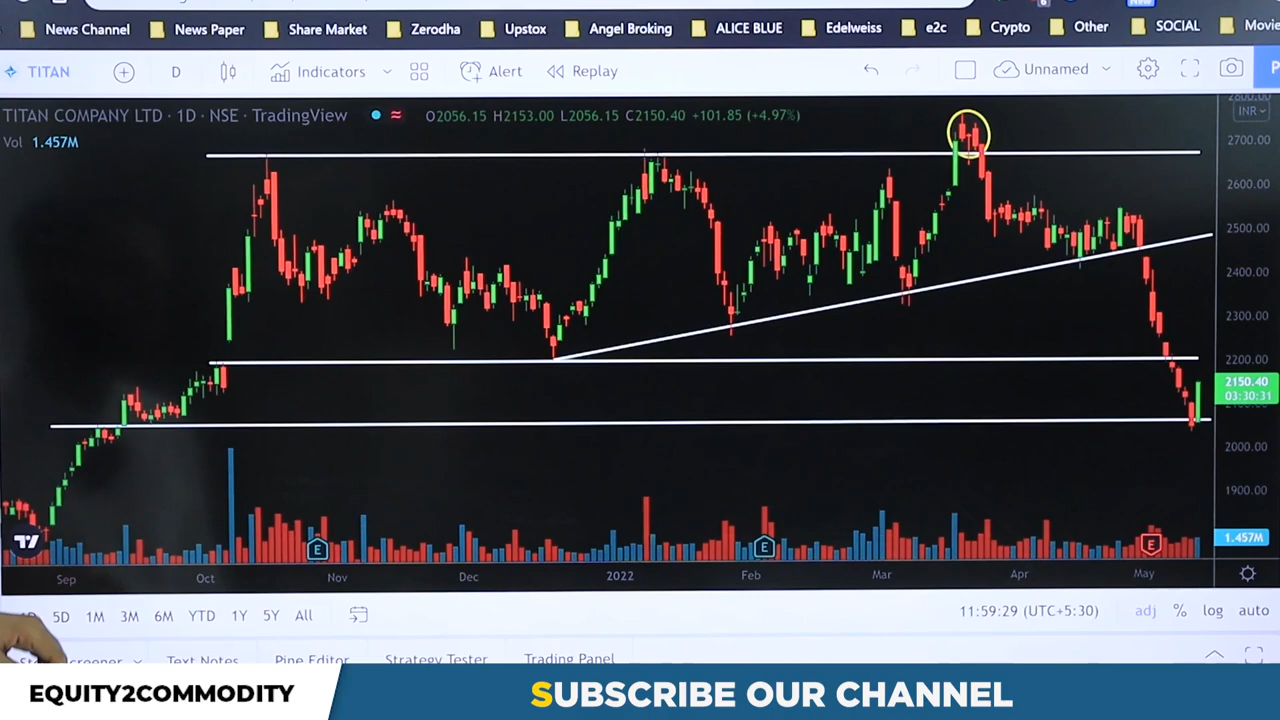 New
News Channel News Paper Share Market Zerodha Upstox Angel Broking ALICE BLUE Edelweiss e2c Crypto Other SOCIAL Movie
TITAN D Indicators Alert Replay Unnamed P
TITAN COMPANY LTD · 1D · NSE · TradingView O2056.15 H2153.00 L2056.15 C2150.40 +101.85 (+4.97%)
Vol 1.457M
2800.00
INR
2700.00
2600.00
2500.00
2400.00
2300.00
2200.00
2150.40
03:30:31
2000.00
1900.00
1.457M
E E E
Sep Oct Nov Dec 2022 Feb Mar Apr May
5D 1M 3M 6M YTD 1Y 5Y All 11:59:29 (UTC+5:30) adj % log auto
Text Notes Pine Editor Strategy Tester Trading Panel
EQUITY2COMMODITY SUBSCRIBE OUR CHANNEL